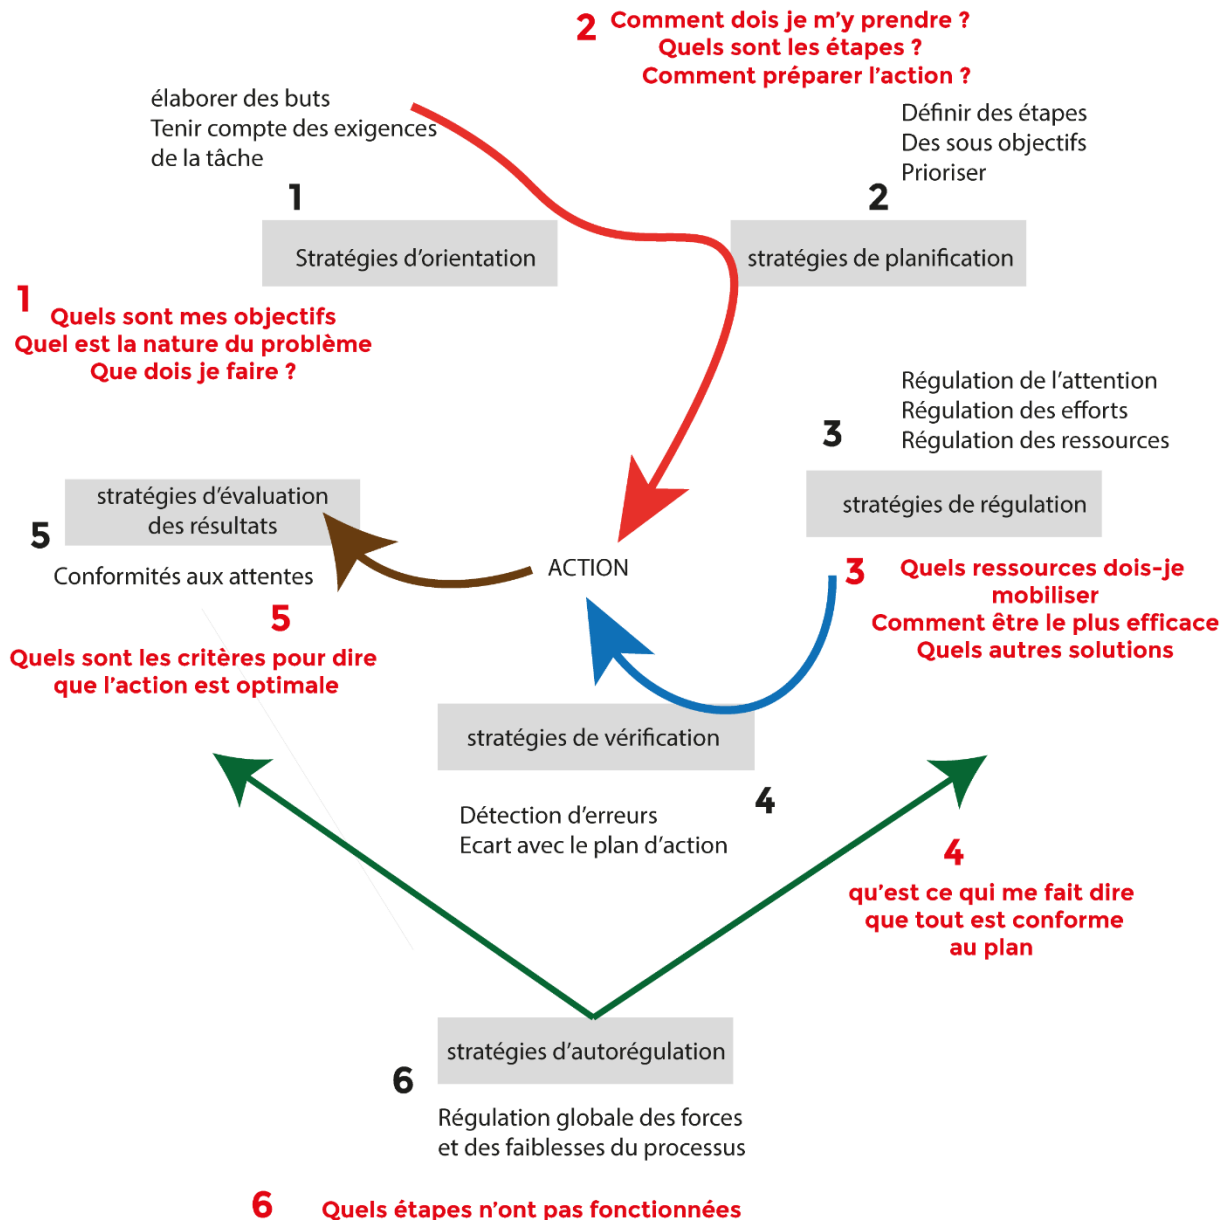 2 Comment dois je m'y prendre ?
Quels sont les étapes ?
Comment préparer l'action ?
élaborer des buts
Tenir compte des exigences
de la tâche
1
Stratégies d'orientation
1
Quels sont mes objectifs
Quel est la nature du problème
Que dois je faire ?
Définir des étapes
Des sous objectifs
Prioriser
2
stratégies de planification
Régulation de l'attention
Régulation des efforts
Régulation des ressources
3
stratégies de régulation
3 Quels ressources dois-je
mobiliser
Comment être le plus efficace
Quels autres solutions
ACTION
stratégies d'évaluation
des résultats
5
Conformités aux attentes
5
Quels sont les critères pour dire
que l'action est optimale
stratégies de vérification
4
Détection d'erreurs
Ecart avec le plan d'action
4
qu'est ce qui me fait dire
que tout est conforme
au plan
stratégies d'autorégulation
6
Régulation globale des forces
et des faiblesses du processus
6 Quels étapes n'ont pas fonctionnées